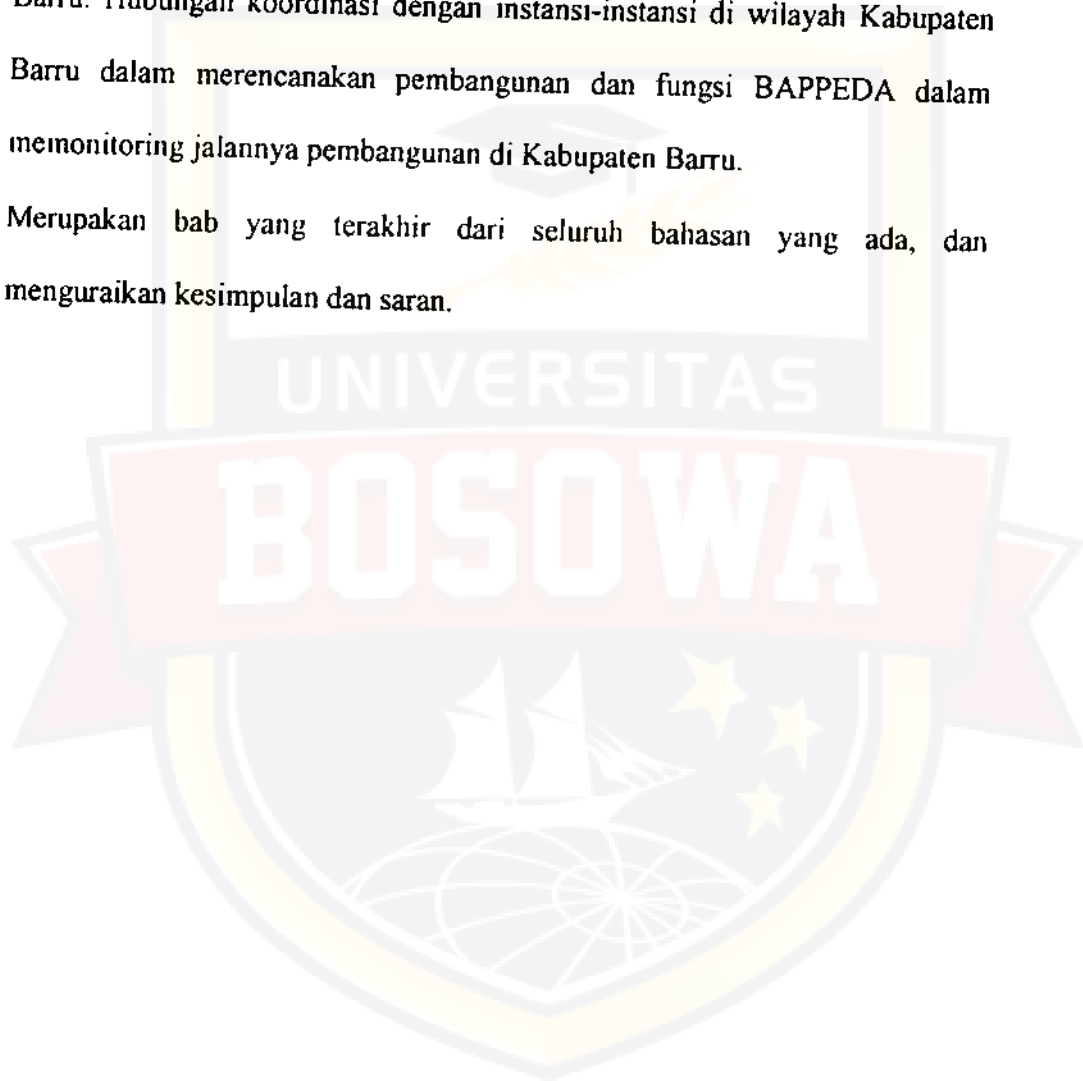 Barru. Hubungan koordinasi dengan instansi-instansi di wilayah Kabupaten
Barru dalam merencanakan pembangunan dan fungsi BAPPEDA dalam
memonitoring jalannya pembangunan di Kabupaten Barru.
Merupakan bab yang terakhir dari seluruh bahasan yang ada, dan
menguraikan kesimpulan dan saran.
UNIVERSITAS
BOSOWA